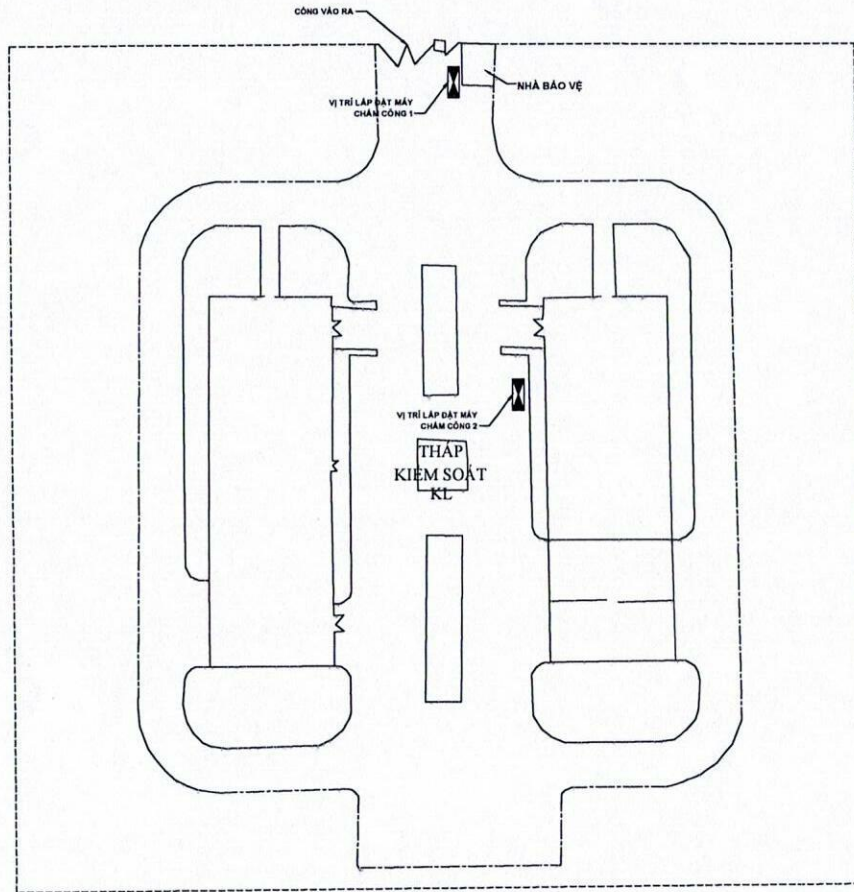 CỔNG VÀO RA
NHÀ BẢO VỆ
VỊ TRÍ LẮP ĐẶT MÁY
CHẤM CÔNG 1
VỊ TRÍ LẮP ĐẶT MÁY
CHẤM CÔNG 2
THÁP
KIỂM SOÁT
KL